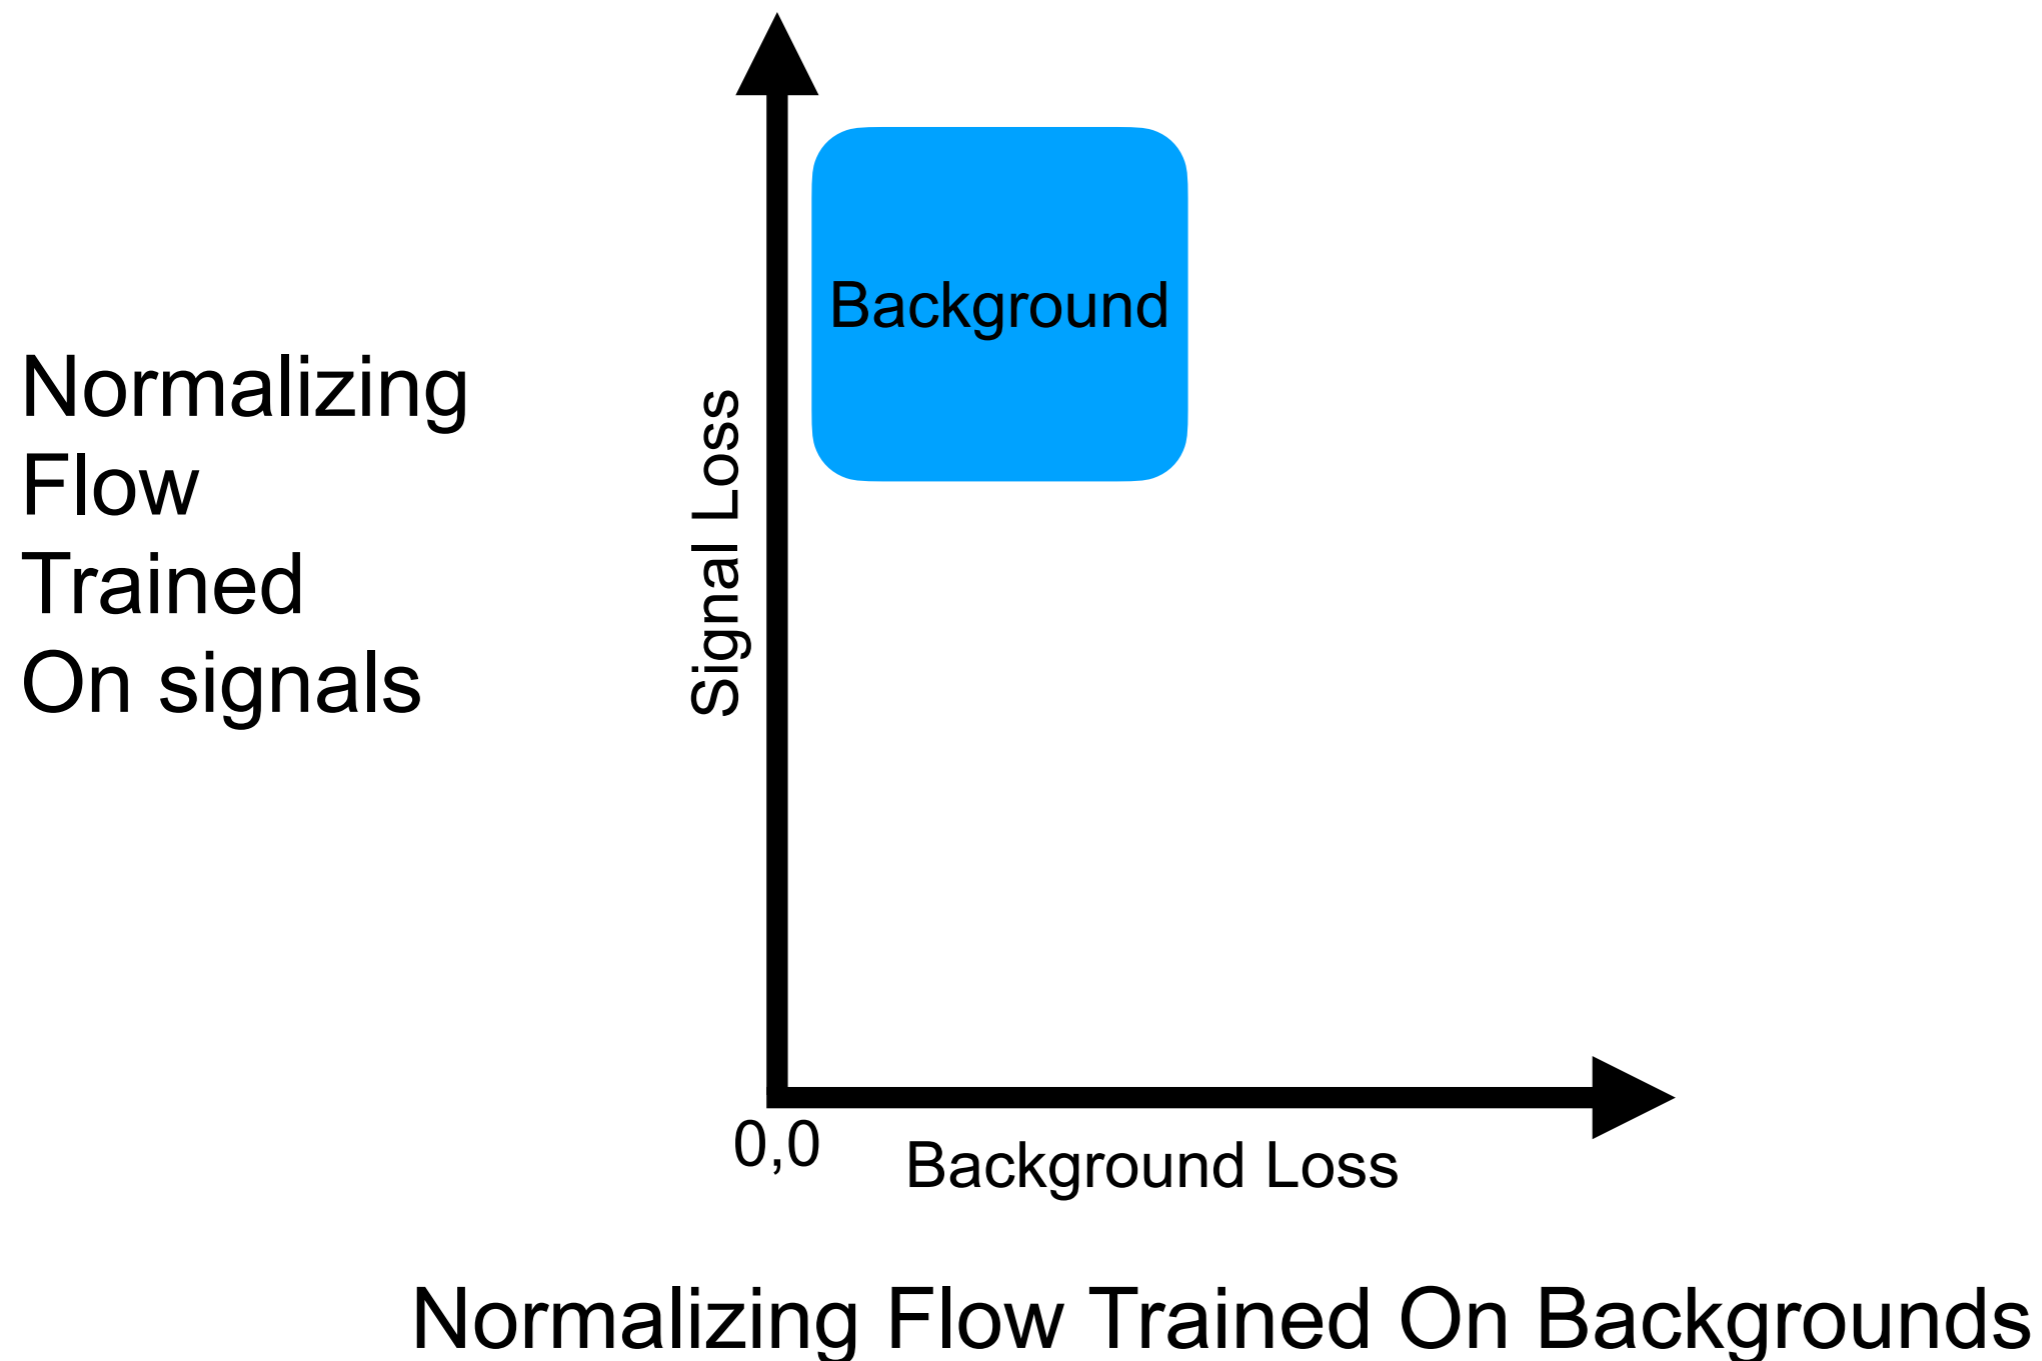 Background
Normalizing
Flow
Trained
On signals
Signal Loss
0,0
Background Loss
Normalizing Flow Trained On Backgrounds